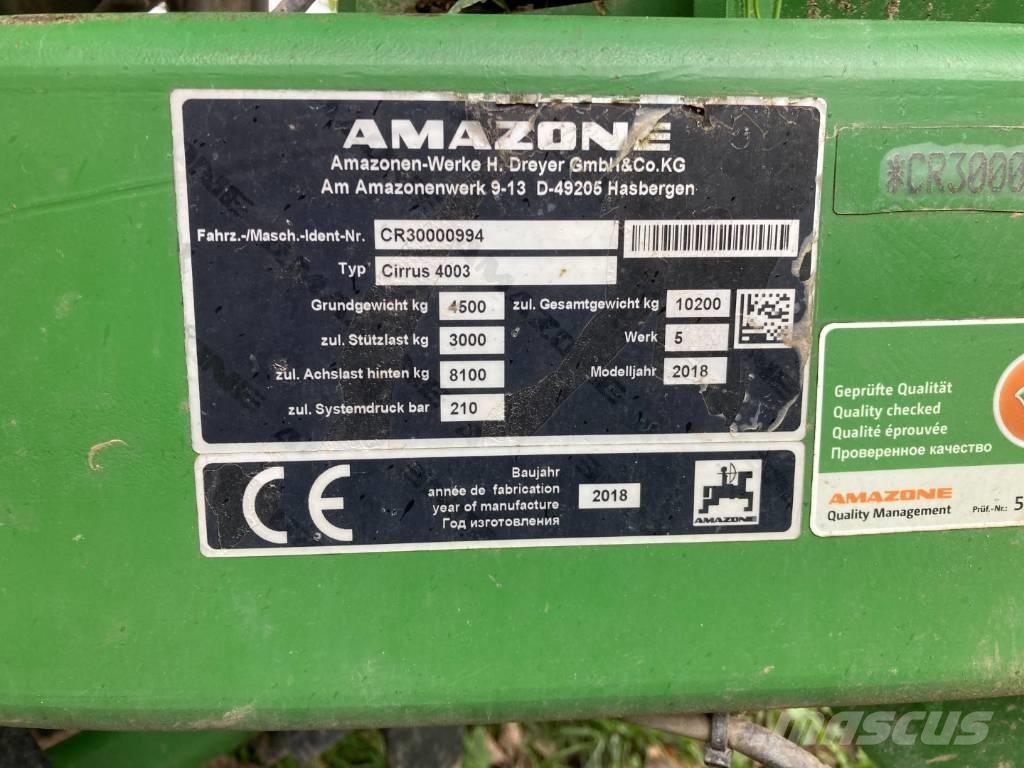 AMAZONE
Amazonen-Werke H. Dreyer GmbH&Co.KG
Am Amazonenwerk 9-13 D-49205 Hasbergen
Fahrz.-/Masch.-Ident-Nr. CR30000994
Typ Cirrus 4003
Grundgewicht kg 4500 zul. Gesamtgewicht kg 10200
zul. Stützlast kg 3000 Werk 5
zul. Achslast hinten kg 8100 Modelljahr 2018
zul. Systemdruck bar 210
CE
Baujahr
année de fabrication
year of manufacture
Год изготовления
2018
AMAZONE
*CR3000
Geprüfte Qualität
Quality checked
Qualité éprouvée
Проверенное качество
AMAZONE
Quality Management Prüf.-Nr.: 5
mascus